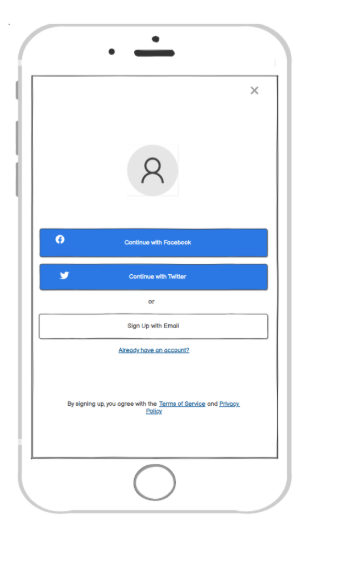 Continue with Facebook
Continue with Twitter
or
Sign Up with Email
Already have an account?
By signing up, you agree with the Terms of Service and Privacy
Policy